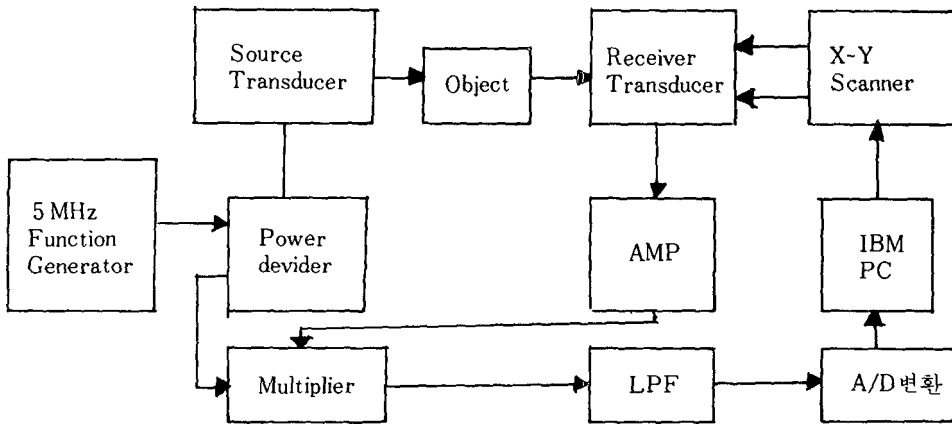 Source
Transducer
Object
Receiver
Transducer
X-Y
Scanner
5 MHz
Function
Generator
Power
devider
AMP
IBM
PC
Multiplier
LPF
A/D 변환